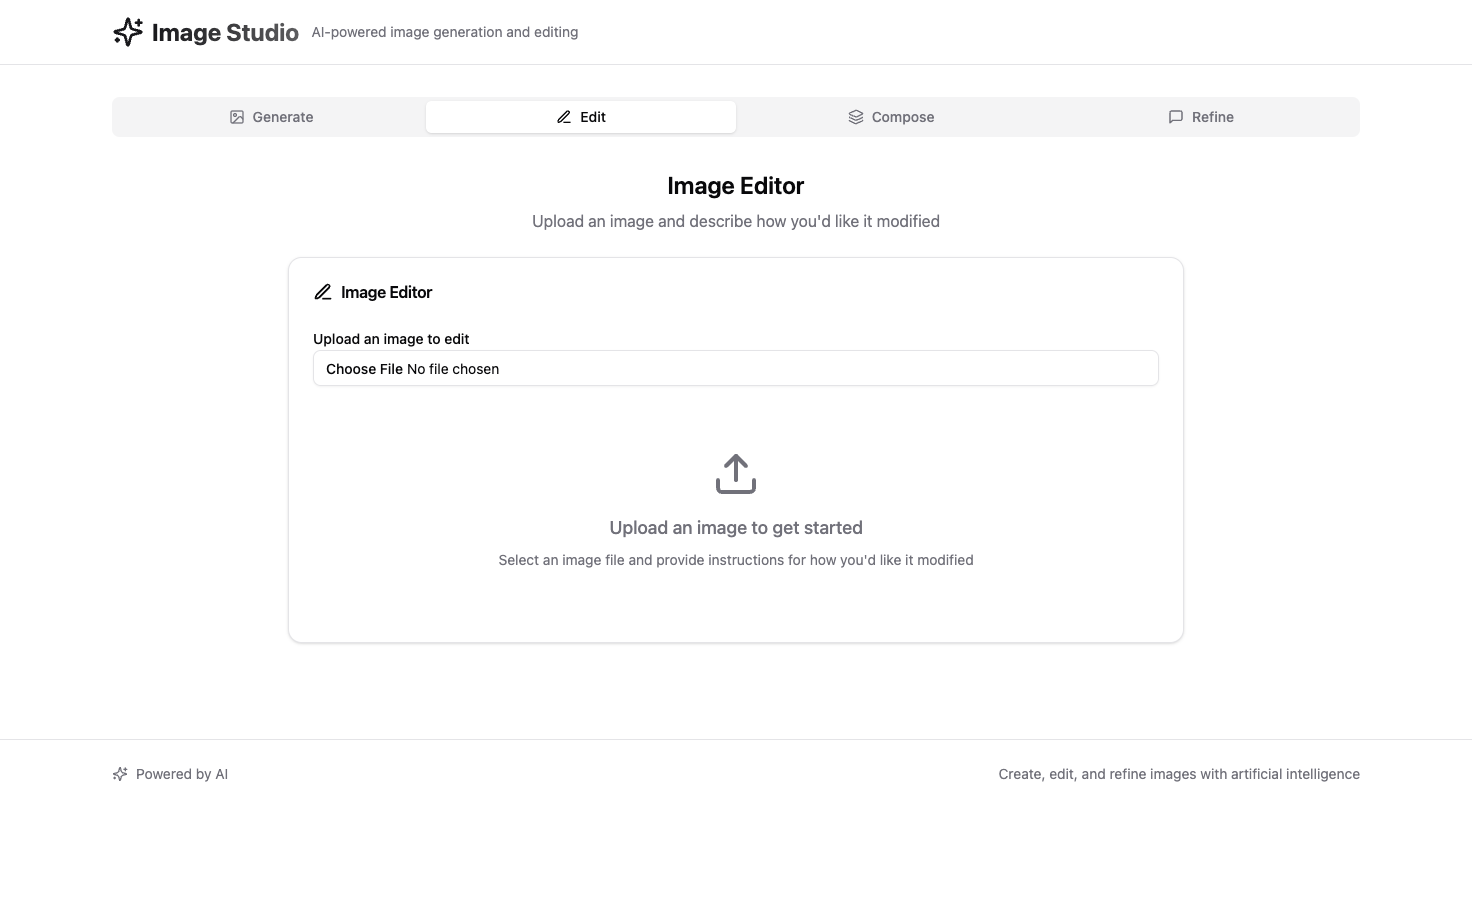 Image Studio
AI-powered image generation and editing
Generate
Edit
Compose
Refine
Image Editor
Upload an image and describe how you'd like it modified
Image Editor
Upload an image to edit
Choose File No file chosen
Upload an image to get started
Select an image file and provide instructions for how you'd like it modified
Powered by AI
Create, edit, and refine images with artificial intelligence